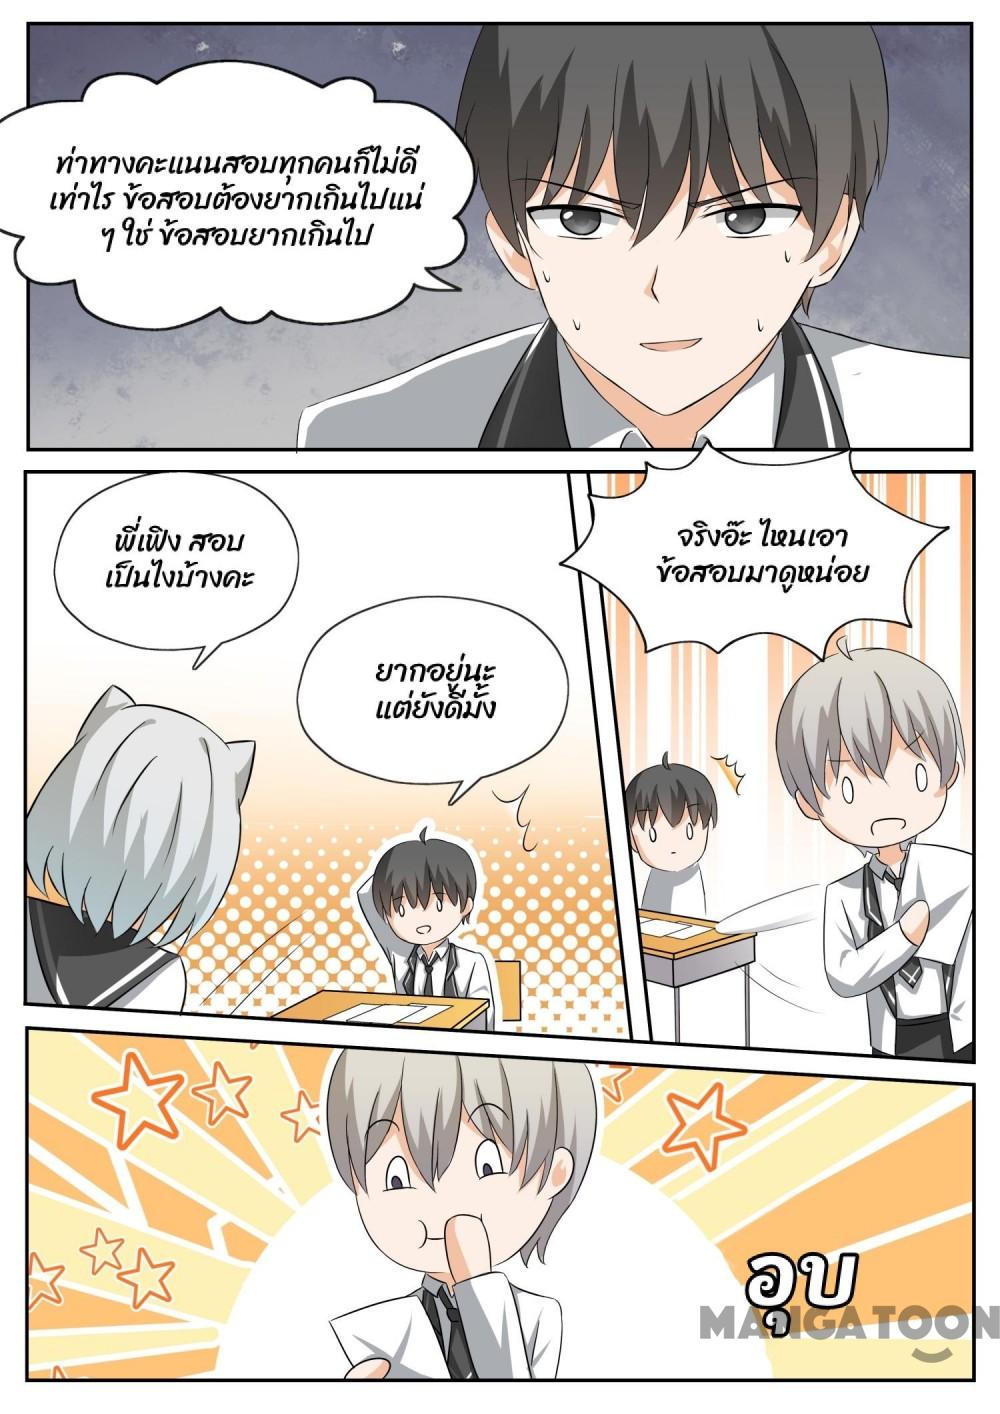 ท่าทางคะแนนสอบทุกคนก็ไม่ดี
เท่าไร ข้อสอบต้องยากเกินไปแน่
ๆ ใช่ ข้อสอบยากเกินไป
พี่เฟิง สอบ
เป็นไงบ้างคะ
ยากอยู่นะ
แต่ยังดีมั้ง
จริงอ๊ะ ไหนเอา
ข้อสอบมาดูหน่อย
อุบ
MANGATOON